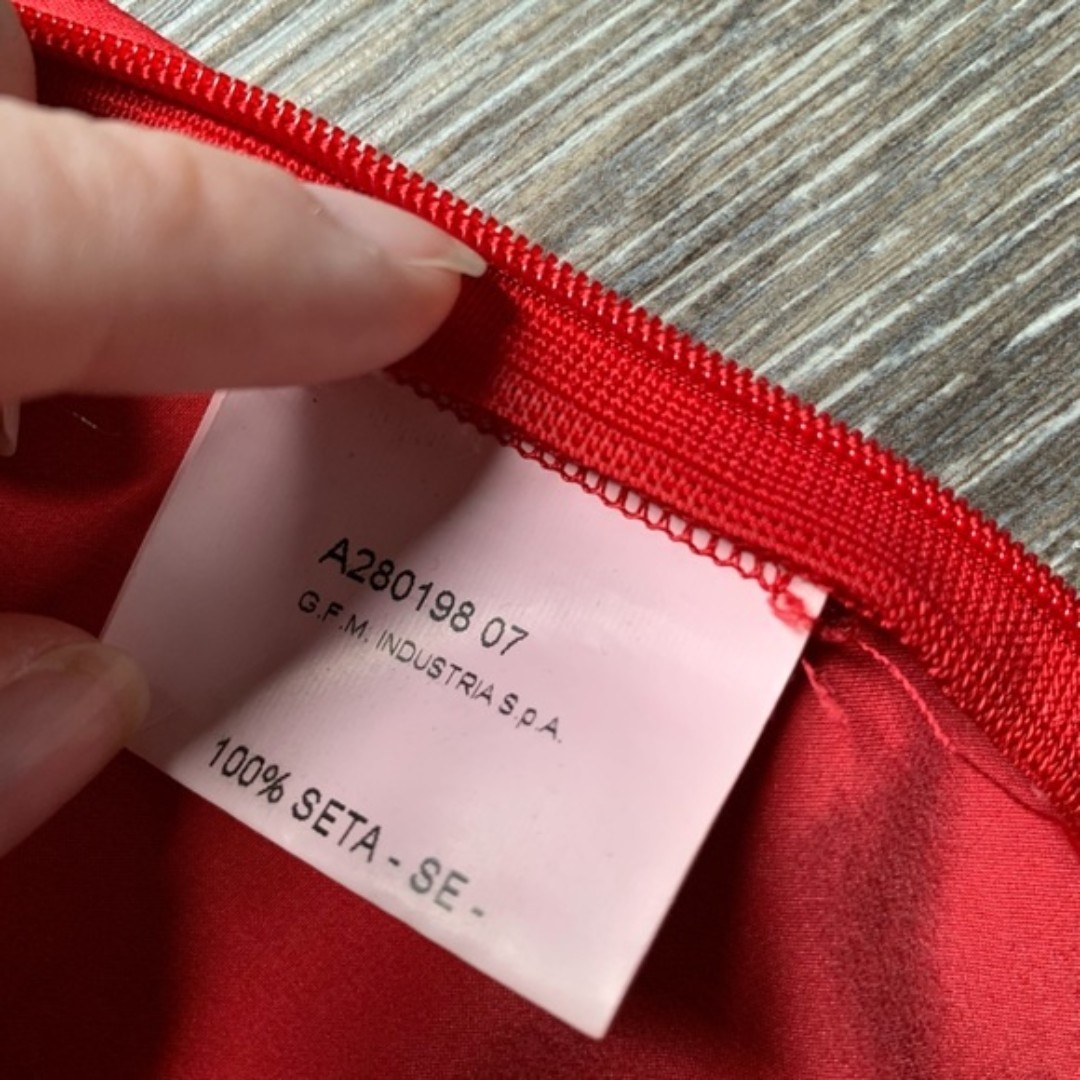 A280198 07
G.F.M. INDUSTRIA S.p.A.
100% SETA - SE -